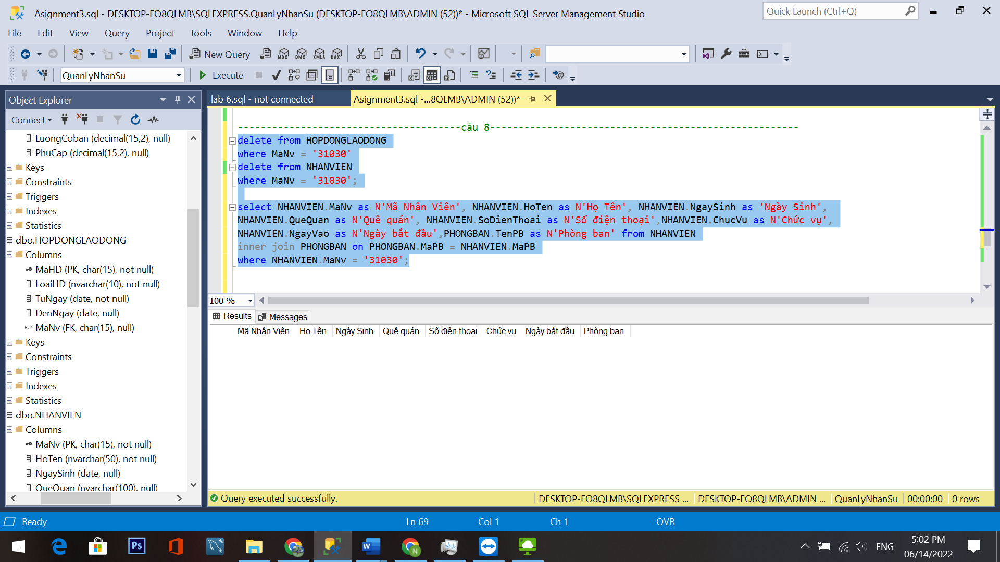 Asignment3.sql - DESKTOP-FO8QLMB\SQLEXPRESS.QuanLyNhanSu (DESKTOP-FO8QLMB\ADMIN (52))* - Microsoft SQL Server Management Studio
Quick Launch (Ctrl+Q)
File Edit View Query Project Tools Window Help
New Query MDX DMX XMLA DAX
QuanLyNhanSu Execute
Object Explorer
Connect
LuongCoban (decimal(15,2), null)
PhuCap (decimal(15,2), null)
Keys
Constraints
Triggers
Indexes
Statistics
dbo.HOPDONGLAODONG
Columns
MaHD (PK, char(15), not null)
LoaiHD (nvarchar(10), not null)
TuNgay (date, not null)
DenNgay (date, null)
MaNv (FK, char(15), null)
Keys
Constraints
Triggers
Indexes
Statistics
dbo.NHANVIEN
Columns
MaNv (PK, char(15), not null)
HoTen (nvarchar(50), not null)
NgaySinh (date, null)
QueQuan (nvarchar(100), null)
lab 6.sql - not connected
Asignment3.sql -...8QLMB\ADMIN (52))*
---------------------------------------câu 8------------------------------------------------------
delete from HOPDONGLAODONG
where MaNv = '31030'
delete from NHANVIEN
where MaNv = '31030';
select NHANVIEN.MaNv as N'Mã Nhân Viên', NHANVIEN.HoTen as N'Họ Tên', NHANVIEN.NgaySinh as 'Ngày Sinh',
NHANVIEN.QueQuan as N'Quê quán', NHANVIEN.SoDienThoai as N'Số điện thoại',NHANVIEN.ChucVu as N'Chức vụ',
NHANVIEN.NgayVao as N'Ngày bắt đầu',PHONGBAN.TenPB as N'Phòng ban' from NHANVIEN
inner join PHONGBAN on PHONGBAN.MaPB = NHANVIEN.MaPB
where NHANVIEN.MaNv = '31030';
100 %
Results Messages
Mã Nhân Viên Họ Tên Ngày Sinh Quê quán Số điện thoại Chức vụ Ngày bắt đầu Phòng ban
Query executed successfully.
DESKTOP-FO8QLMB\SQLEXPRESS ... DESKTOP-FO8QLMB\ADMIN ... QuanLyNhanSu 00:00:00 0 rows
Ready Ln 69 Col 1 Ch 1 OVR
Ps
W
N
ENG
5:02 PM
06/14/2022